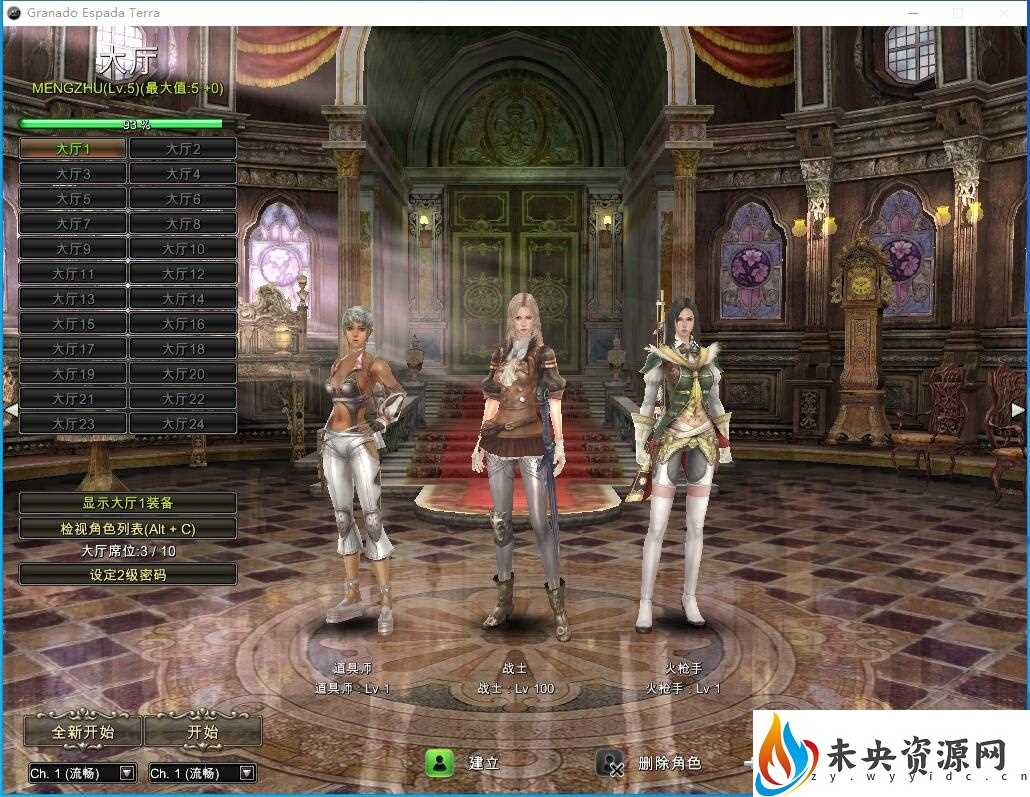 Granado Espada Terra
大厅
MENGZHU(Lv.5)(最大值:5 +0)
93 %
大厅1 大厅2
大厅3 大厅4
大厅5 大厅6
大厅7 大厅8
大厅9 大厅10
大厅11 大厅12
大厅13 大厅14
大厅15 大厅16
大厅17 大厅18
大厅19 大厅20
大厅21 大厅22
大厅23 大厅24
显示大厅1装备
检视角色列表(Alt + C)
大厅席位:3 / 10
设定2级密码
道具师 战士 火枪手
道具师 : Lv 1 战士 : Lv 100 火枪手 : Lv 1
全新开始 开始
建立 删除角色
Ch. 1 (流畅) Ch. 1 (流畅)
未央资源网
zy.wyyidc.cn